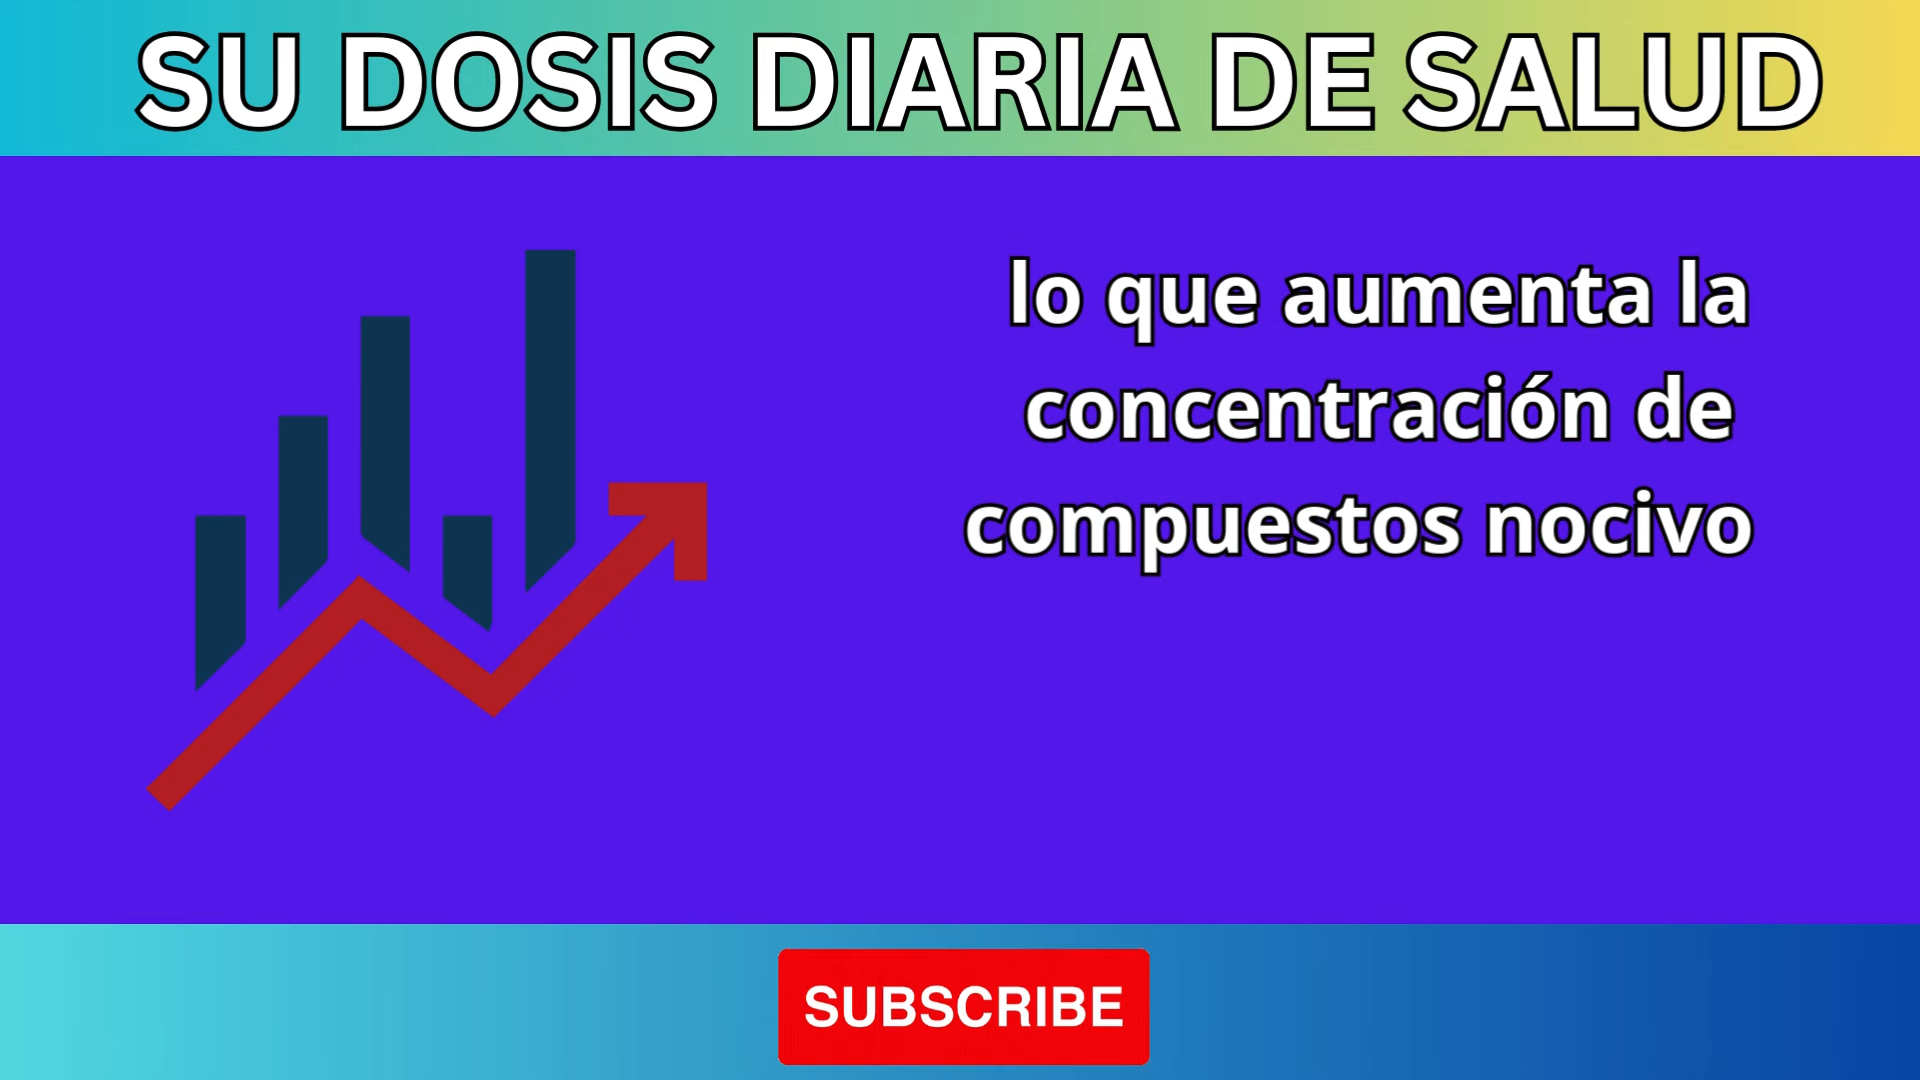 SU DOSIS DIARIA DE SALUD
lo que aumenta la
concentración de
compuestos nocivo
SUBSCRIBE